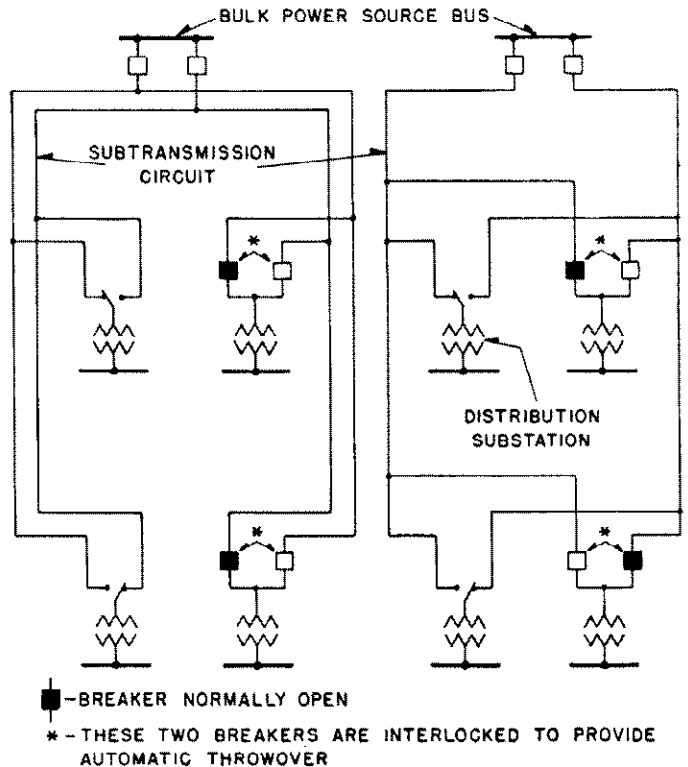 BULK POWER SOURCE BUS
SUBTRANSMISSION
CIRCUIT
*
*
DISTRIBUTION
SUBSTATION
*
*
-BREAKER NORMALLY OPEN
* - THESE TWO BREAKERS ARE INTERLOCKED TO PROVIDE
AUTOMATIC THROWOVER